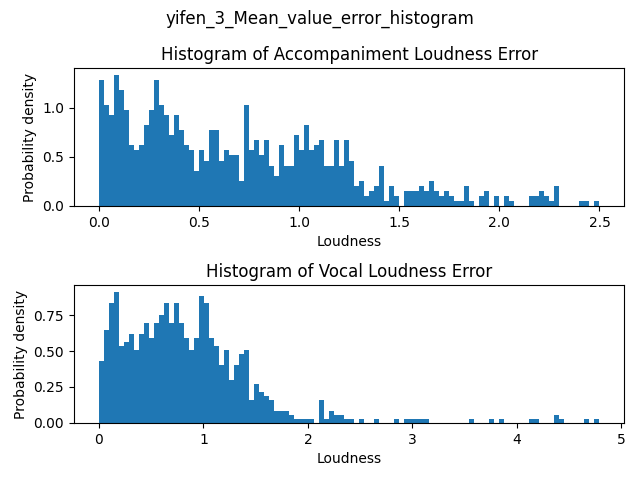 yifen_3_Mean_value_error_histogram
Histogram of Accompaniment Loudness Error
Probability density
1.0
0.5
0.0
0.0 0.5 1.0 1.5 2.0 2.5
Loudness
Histogram of Vocal Loudness Error
Probability density
0.75
0.50
0.25
0.00
0 1 2 3 4 5
Loudness